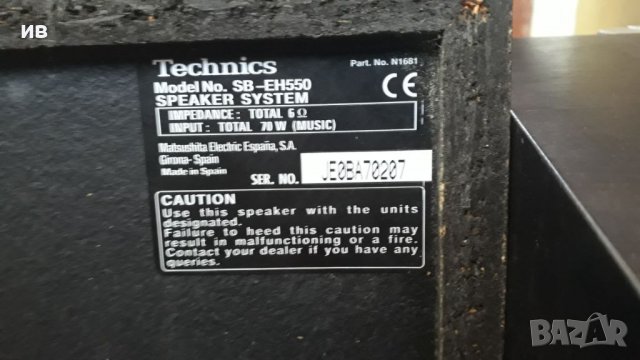 ИВ
Technics
Part. No. N1681
Model No. SB-EH550
SPEAKER SYSTEM
IMPEDANCE: TOTAL 6 Ω
INPUT: TOTAL 70 W (MUSIC)
Matsushita Electric España, S.A.
Girona-Spain
Made in Spain
SER. NO. JE0BA70207
CE
CAUTION
Use this speaker with the units
designated.
Failure to heed this caution may
result in malfunctioning or a fire.
Contact your dealer if you have any
queries.
BAZAR